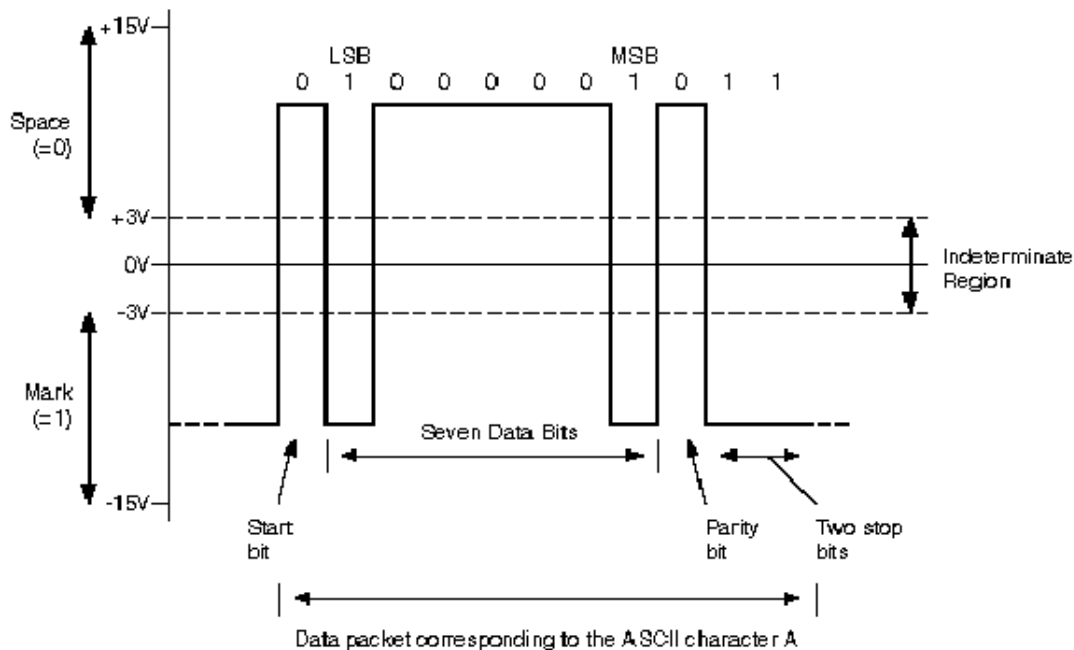 +15V
LSB MSB
0 1 0 0 0 0 0 1 0 1 1
Space
(=0)
+3V
0V
Indeterminate
Region
-3V
Mark
(=1)
Seven Data Bits
-15V
Start
bit
Parity
bit
Two stop
bits
Data packet corresponding to the ASCII character A